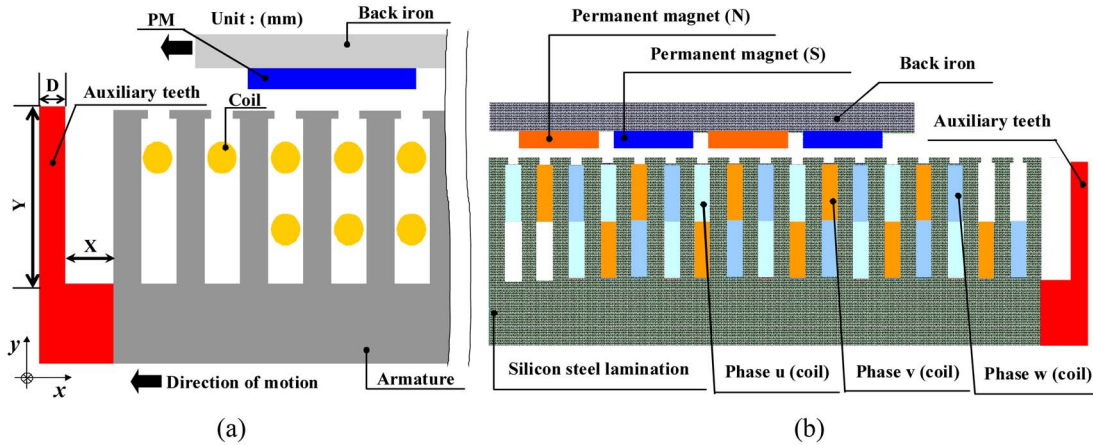 PM
Unit : (mm)
Back iron
D
Auxiliary teeth
Coil
Y
X
y
x
Direction of motion
Armature
(a)
Permanent magnet (N)
Permanent magnet (S)
Back iron
Auxiliary teeth
Silicon steel lamination
Phase u (coil)
Phase v (coil)
Phase w (coil)
(b)